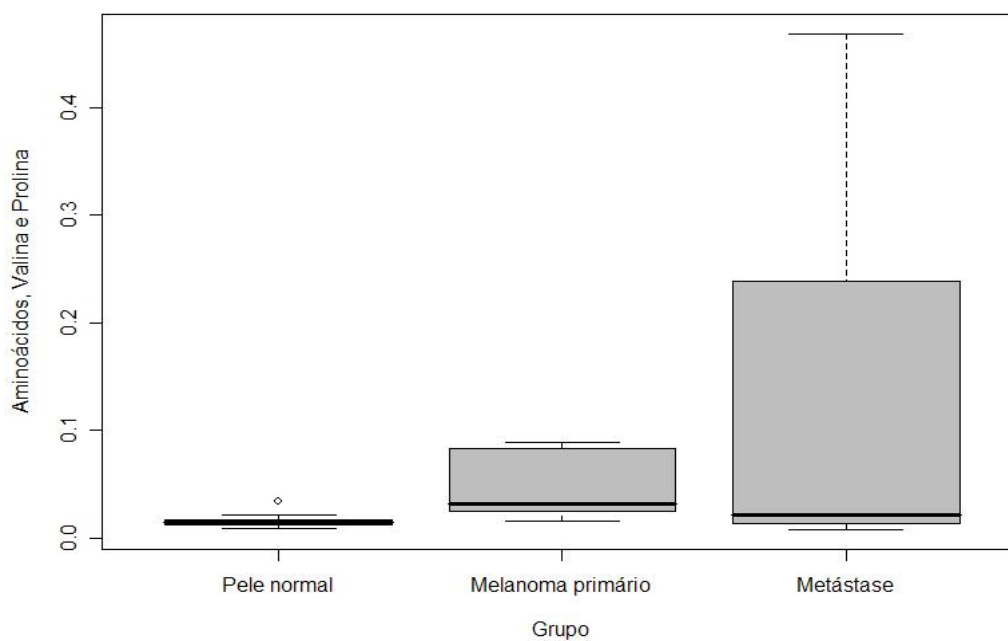 Aminoácidos, Valina e Prolina
0.4
0.3
0.2
0.1
0.0
Pele normal
Melanoma primário
Metástase
Grupo